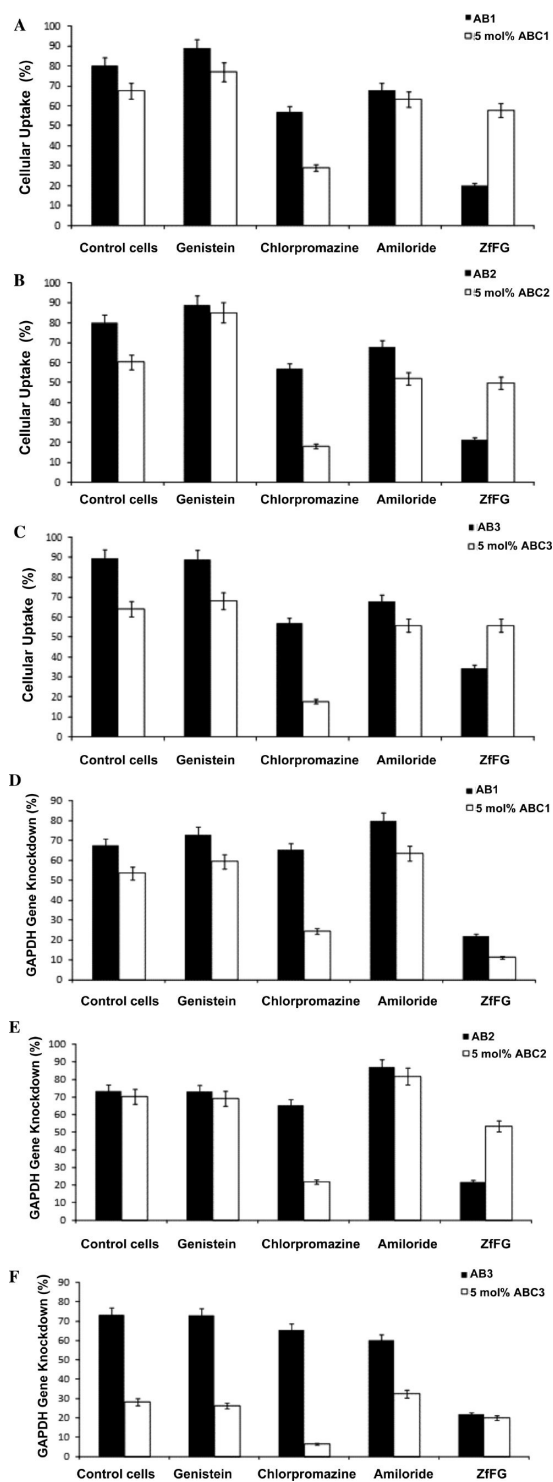 A
AB1
5 mol% ABC1
Cellular Uptake (%)
100
90
80
70
60
50
40
30
20
10
0
Control cells Genistein Chlorpromazine Amiloride ZfFG
B
AB2
5 mol% ABC2
Cellular Uptake (%)
100
90
80
70
60
50
40
30
20
10
0
Control cells Genistein Chlorpromazine Amiloride ZfFG
C
AB3
5 mol% ABC3
Cellular Uptake (%)
100
90
80
70
60
50
40
30
20
10
0
Control cells Genistein Chlorpromazine Amiloride ZfFG
D
AB1
5 mol% ABC1
GAPDH Gene Knockdown (%)
90
80
70
60
50
40
30
20
10
0
Control cells Genistein Chlorpromazine Amiloride ZfFG
E
AB2
5 mol% ABC2
GAPDH Gene Knockdown (%)
100
90
80
70
60
50
40
30
20
10
0
Control cells Genistein Chlorpromazine Amiloride ZfFG
F
AB3
5 mol% ABC3
GAPDH Gene Knockdown (%)
80
70
60
50
40
30
20
10
0
Control cells Genistein Chlorpromazine Amiloride ZfFG